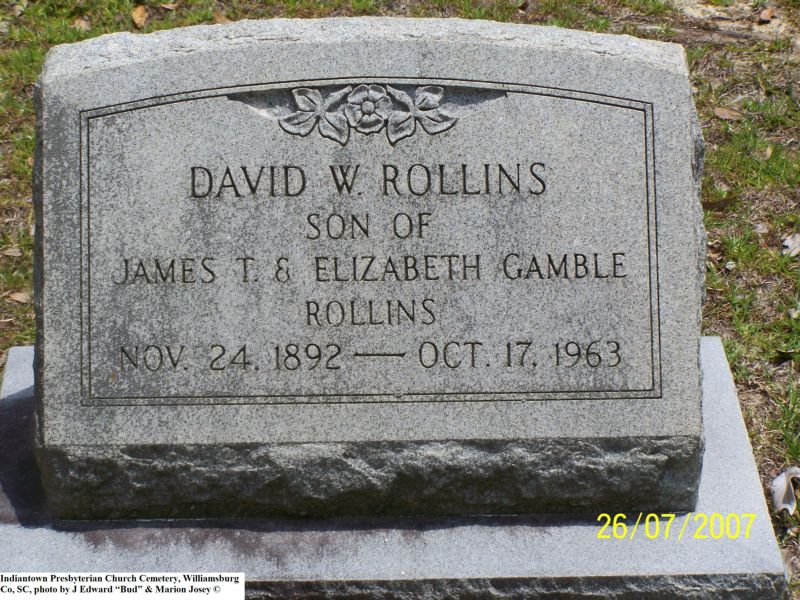 DAVID W. ROLLINS
SON OF
JAMES T. & ELIZABETH GAMBLE
ROLLINS
NOV. 24, 1892 — OCT. 17, 1963
26/07/2007
Indiantown Presbyterian Church Cemetery, Williamsburg
Co, SC, photo by J Edward “Bud” & Marion Josey ©